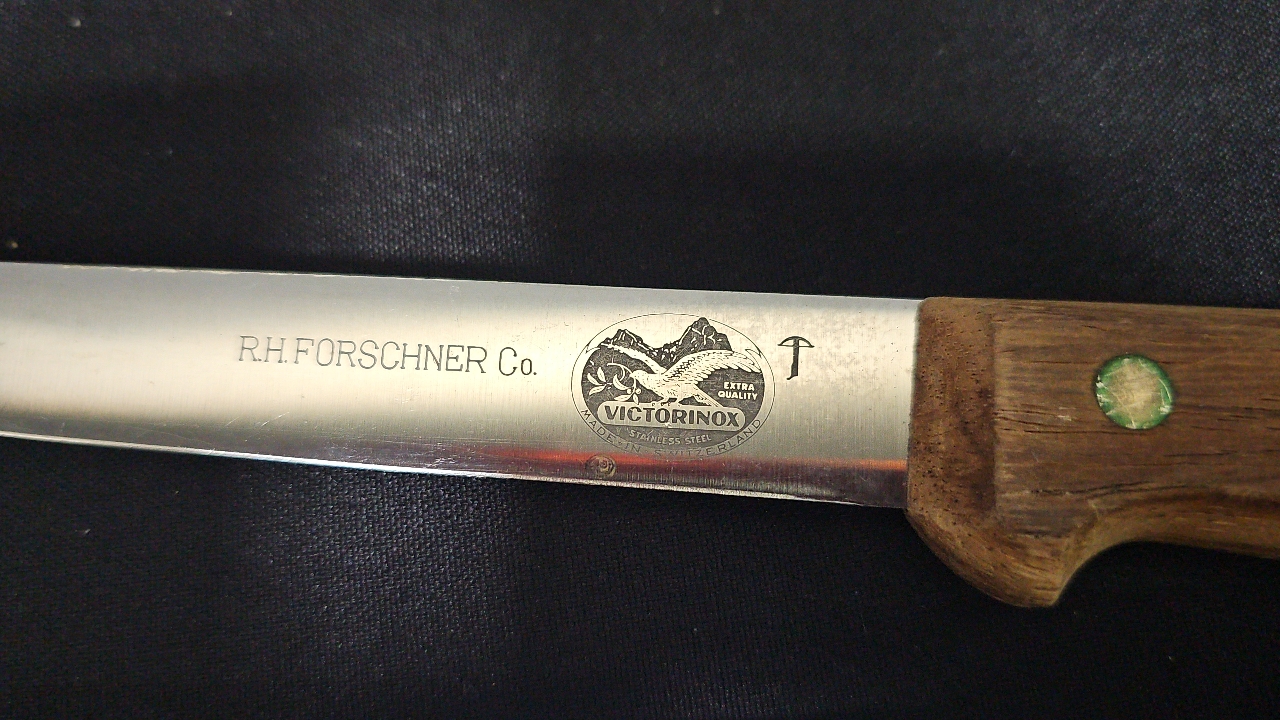 R.H. FORSCHNER Co.
EXTRA
QUALITY
VICTORINOX
STAINLESS STEEL
MADE IN SWITZERLAND